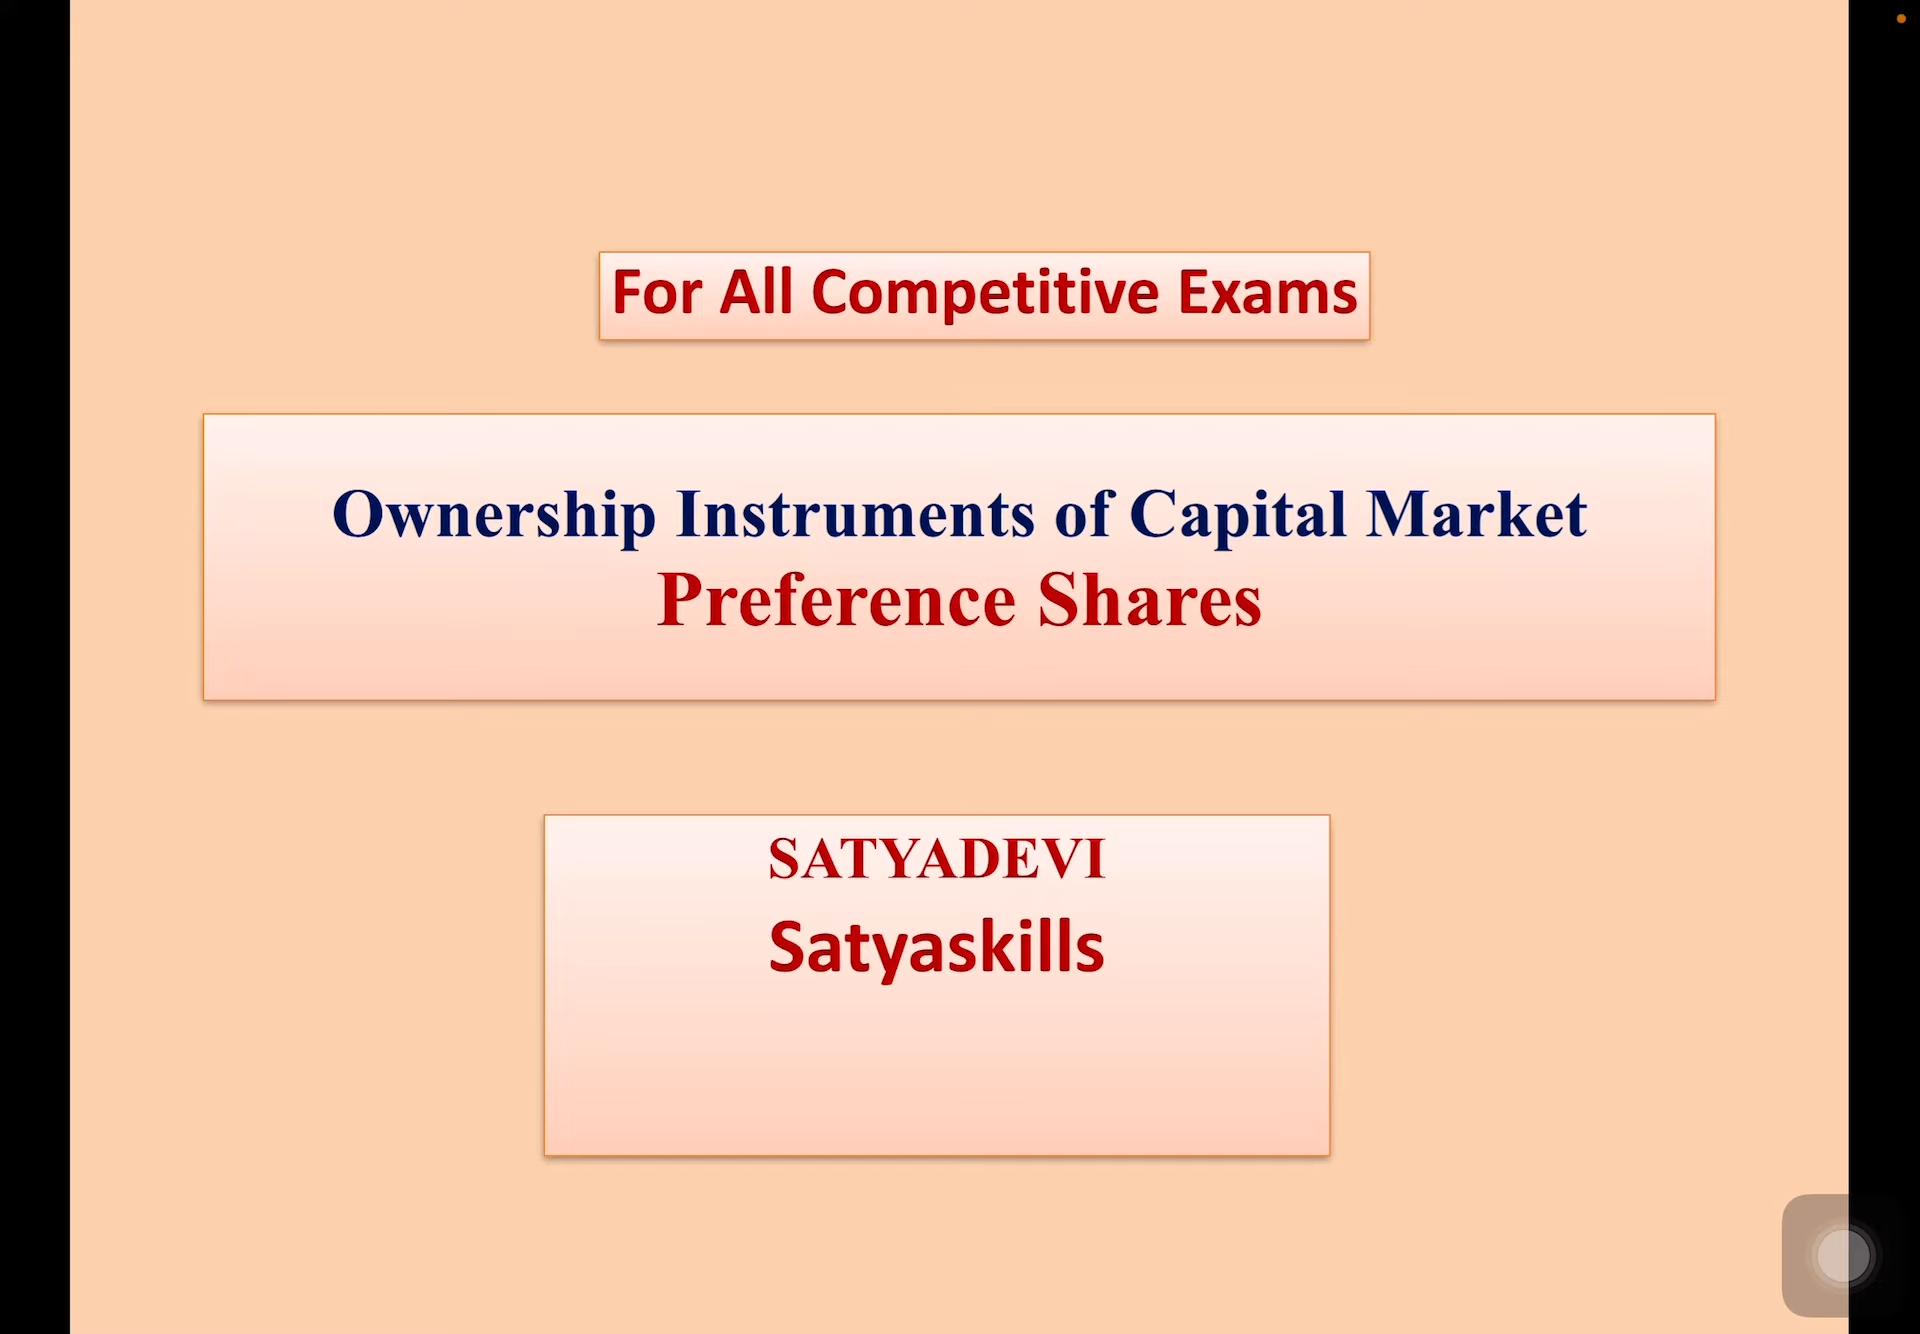 For All Competitive Exams
Ownership Instruments of Capital Market
Preference Shares
SATYADEVI
Satyaskills